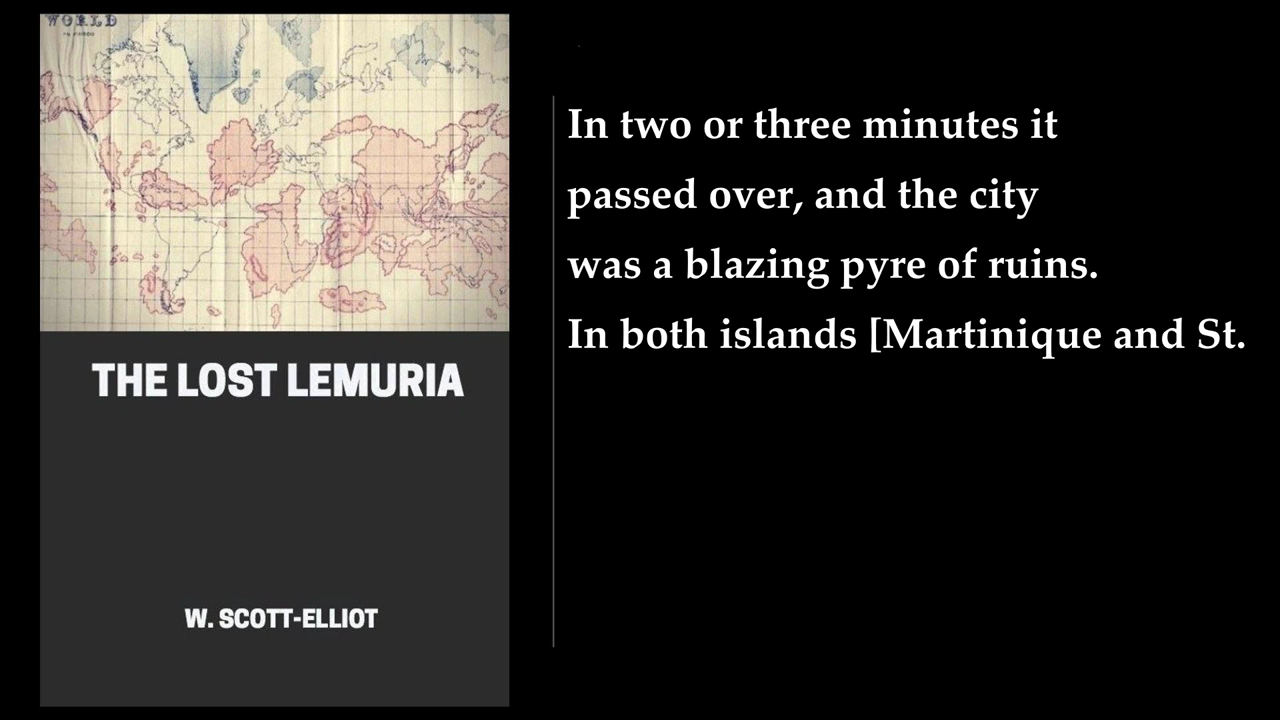 WORLD
THE LOST LEMURIA
W. SCOTT-ELLIOT
In two or three minutes it
passed over, and the city
was a blazing pyre of ruins.
In both islands [Martinique and St.